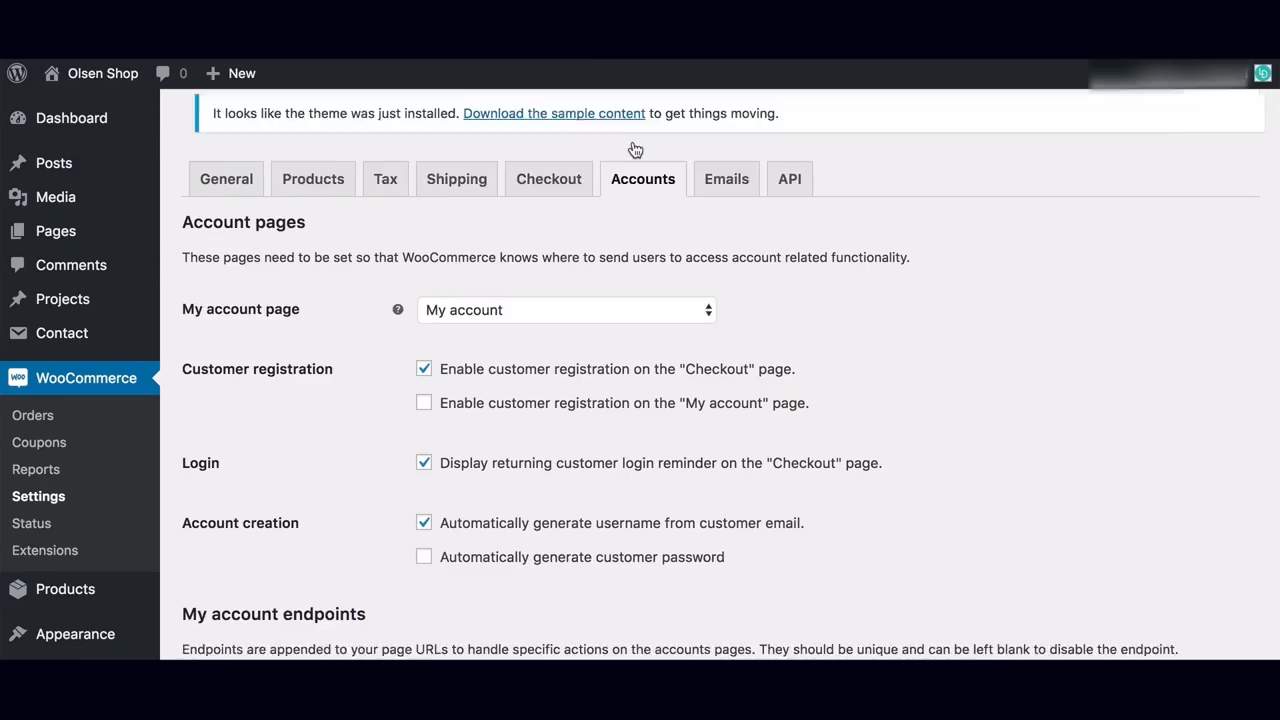 Olsen Shop 0 New
It looks like the theme was just installed. Download the sample content to get things moving.
Dashboard
Posts
Media
Pages
Comments
Projects
Contact
WooCommerce
Orders
Coupons
Reports
Settings
Status
Extensions
Products
Appearance
General Products Tax Shipping Checkout Accounts Emails API
Account pages
These pages need to be set so that WooCommerce knows where to send users to access account related functionality.
My account page ? My account
Customer registration Enable customer registration on the "Checkout" page.
Enable customer registration on the "My account" page.
Login Display returning customer login reminder on the "Checkout" page.
Account creation Automatically generate username from customer email.
Automatically generate customer password
My account endpoints
Endpoints are appended to your page URLs to handle specific actions on the accounts pages. They should be unique and can be left blank to disable the endpoint.